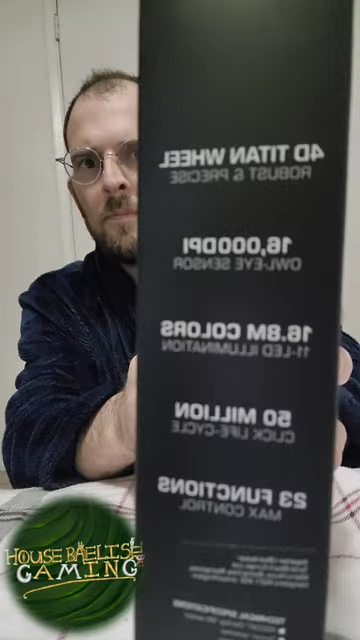 4D TITAN WHEEL
ROBUST & PRECISE
16,000DPI
OWL-EYE SENSOR
16.8M COLORS
11-LED ILLUMINATION
50 MILLION
CLICK LIFE-CYCLE
23 FUNCTIONS
MAX CONTROL
HOUSE BAELISH
GAMING